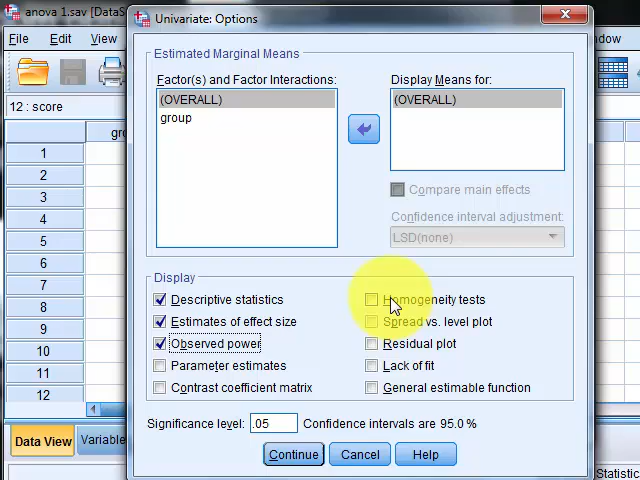 anova 1.sav [DataS
Univariate: Options
File Edit View
ndow
Estimated Marginal Means
Factor(s) and Factor Interactions:
Display Means for:
12 : score
(OVERALL)
(OVERALL)
group
gro
1
2
3
4
5
6
7
8
9
10
11
12
Compare main effects
Confidence interval adjustment:
LSD(none)
Display
Descriptive statistics
Homogeneity tests
Estimates of effect size
Spread vs. level plot
Observed power
Residual plot
Parameter estimates
Lack of fit
Contrast coefficient matrix
General estimable function
Significance level: .05 Confidence intervals are 95.0 %
Data View Variable
Continue Cancel Help
Statistic